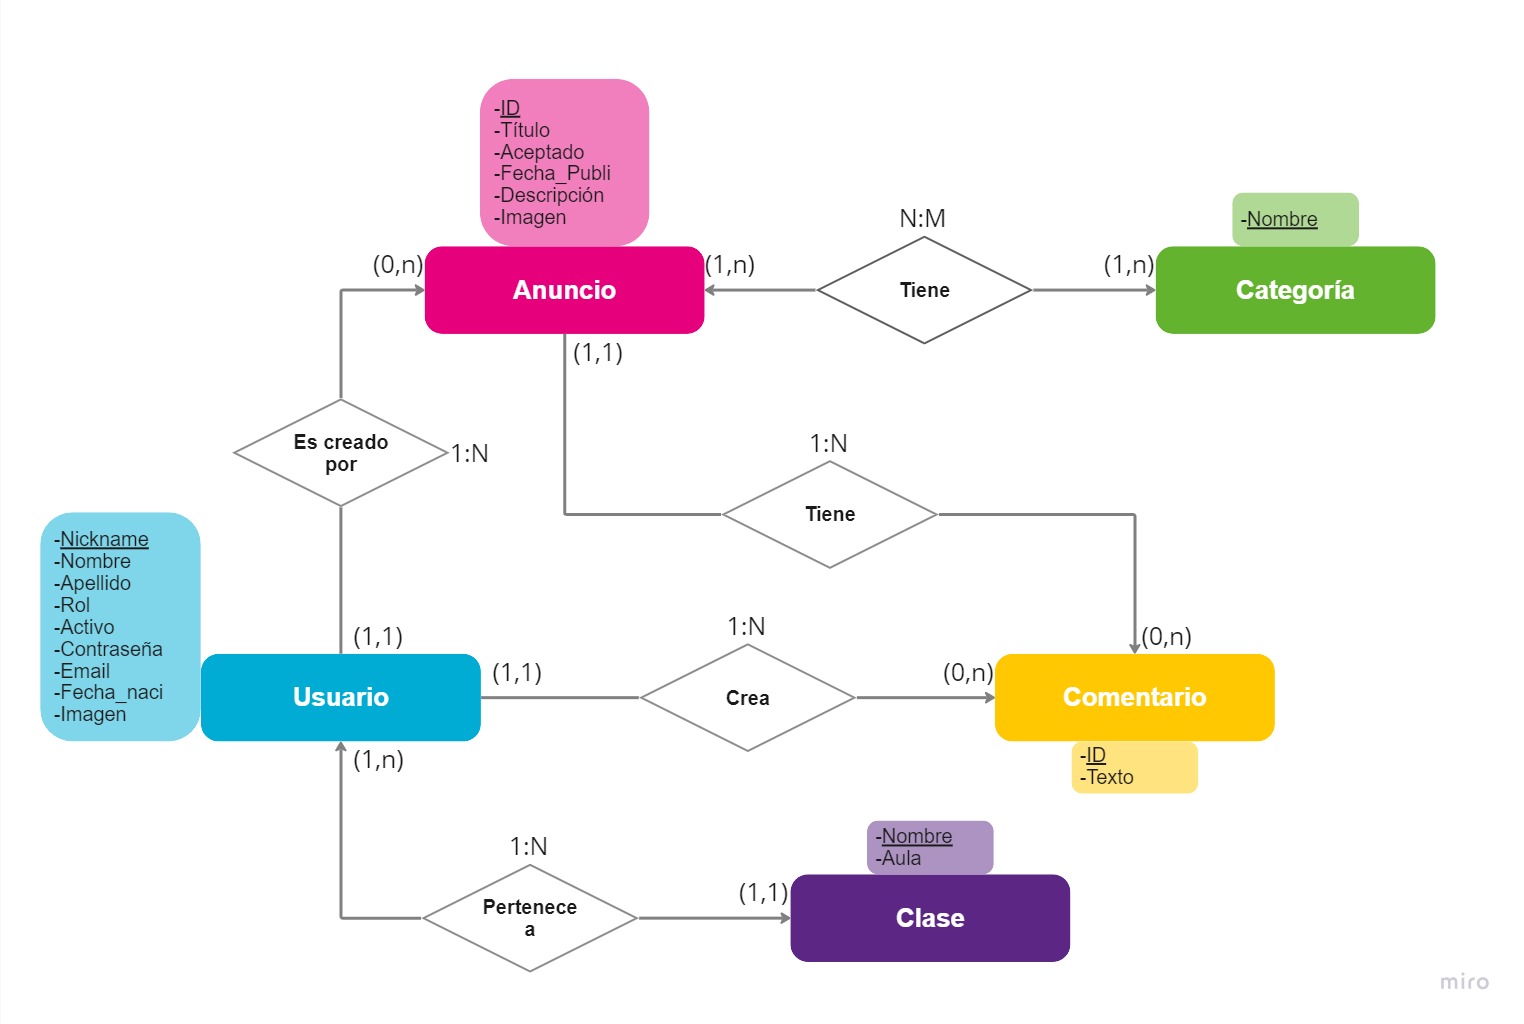 -ID
-Título
-Aceptado
-Fecha_Publi
-Descripción
-Imagen
N:M
-Nombre
(0,n)
Anuncio
(1,n)
Tiene
(1,n)
Categoría
(1,1)
Es creado
por
1:N
1:N
Tiene
-Nickname
-Nombre
-Apellido
-Rol
-Activo
-Contraseña
-Email
-Fecha_naci
-Imagen
(1,1)
Usuario
(1,1)
1:N
Crea
(0,n)
(0,n)
Comentario
-ID
-Texto
(1,n)
1:N
Pertenece
a
(1,1)
-Nombre
-Aula
Clase
miro